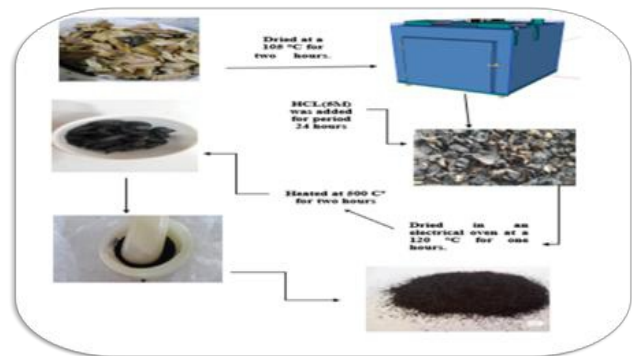 Dried at a
105 °C for
two hours.
HCL(6M)
was added
for period
24 hours
Heated at 500 C°
for two hours
Dried in an
electrical oven at a
120 °C for one
hours.